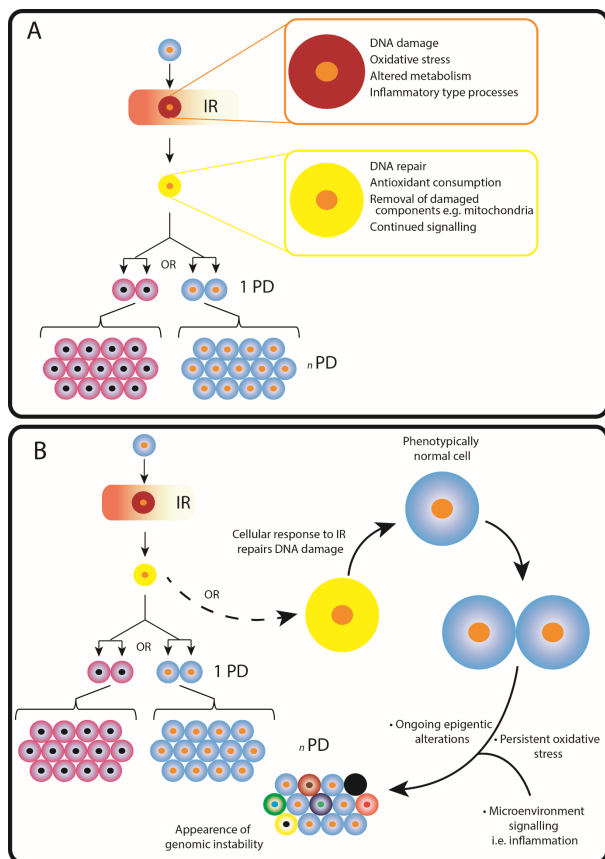 A
DNA damage
Oxidative stress
Altered metabolism
Inflammatory type processes
IR
DNA repair
Antioxidant consumption
Removal of damaged
components e.g. mitochondria
Continued signalling
OR
1 PD
n PD
B
IR
OR
OR
1 PD
n PD
Phenotypically
normal cell
Cellular response to IR
repairs DNA damage
• Ongoing epigentic
alterations
• Persistent oxidative
stress
• Microenvironment
signalling
i.e. inflammation
Appearence of
genomic instability